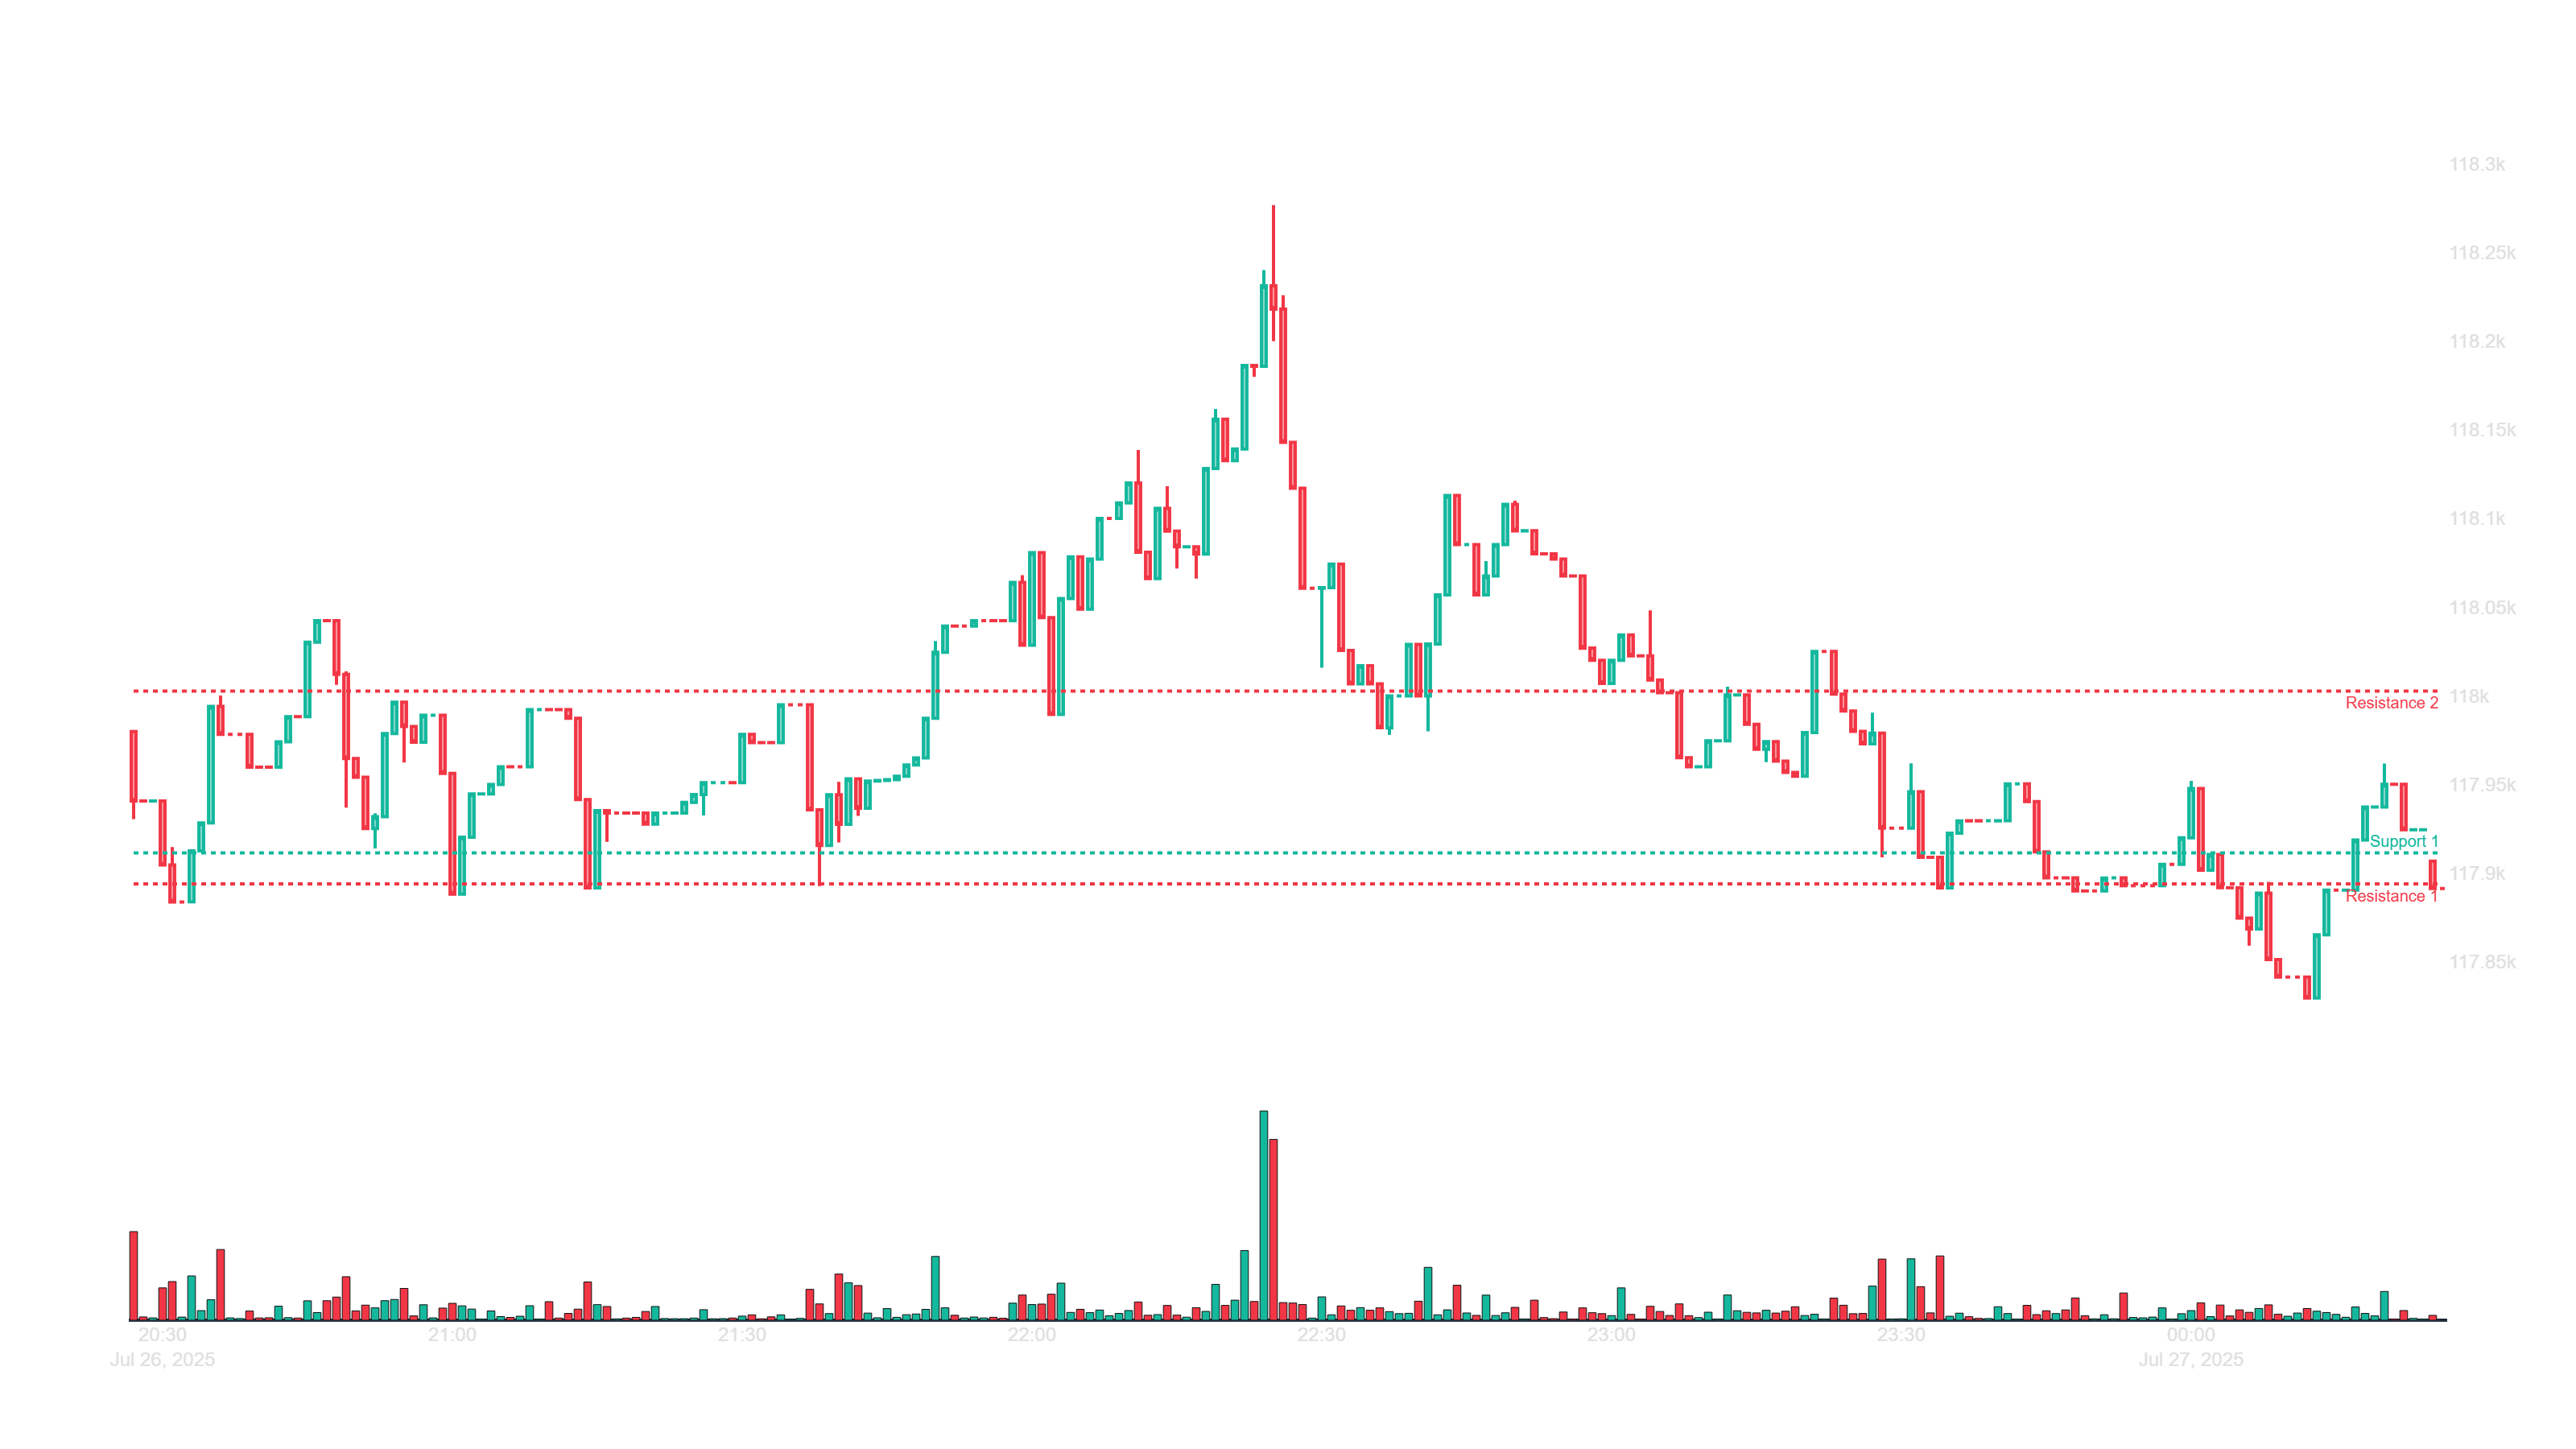 118.3k
118.25k
118.2k
118.15k
118.1k
118.05k
118k
Resistance 2
117.95k
Support 1
117.9k
Resistance 1
117.85k
20:30
21:00
21:30
22:00
22:30
23:00
23:30
00:00
Jul 26, 2025
Jul 27, 2025